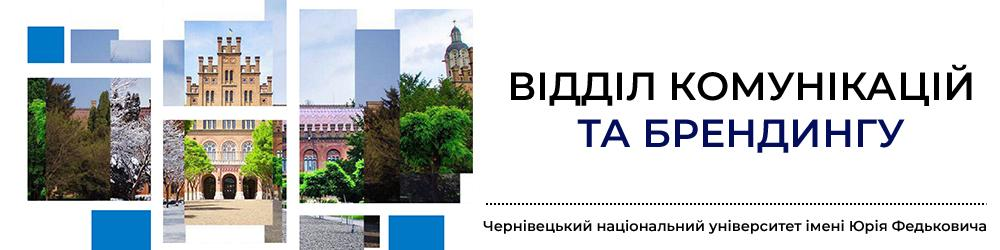 ВІДДІЛ КОМУНІКАЦІЙ
ТА БРЕНДИНГУ
Чернівецький національний університет імені Юрія Федьковича